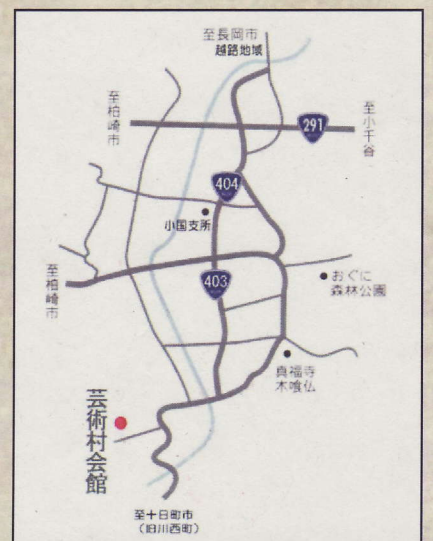 至長岡市
越路地域
至柏崎市
291
至小千谷
404
小国支所
至柏崎市
403
おぐに
森林公園
真福寺
木喰仏
芸術村会館
至十日町市
（旧川西町）